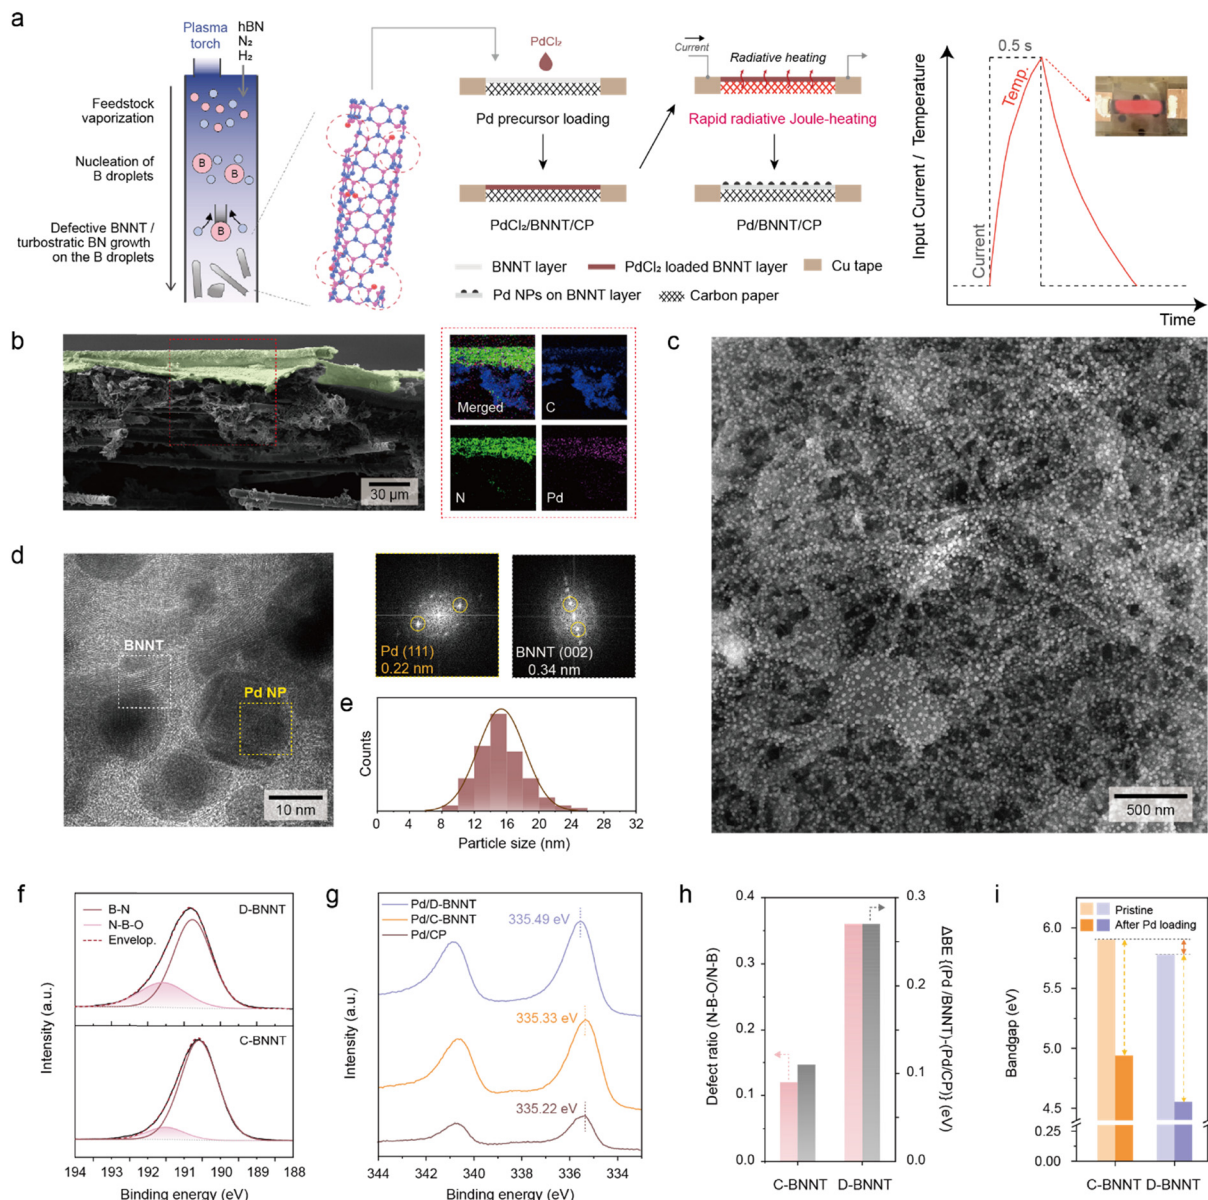 a
Plasma
torch
hBN
N₂
H₂
Feedstock
vaporization
Nucleation of
B droplets
B
B
B
Defective BNNT /
turbostratic BN growth
on the B droplets
PdCl₂
Pd precursor loading
PdCl₂/BNNT/CP
Current
Radiative heating
Rapid radiative Joule-heating
Pd/BNNT/CP
BNNT layer
PdCl₂ loaded BNNT layer
Cu tape
Pd NPs on BNNT layer
Carbon paper
Input Current / Temperature
0.5 s
Temp.
Current
Time
b
30 µm
Merged
C
N
Pd
c
500 nm
d
BNNT
Pd NP
10 nm
Pd (111)
0.22 nm
BNNT (002)
0.34 nm
e
Counts
0 4 8 12 16 20 24 28 32
Particle size (nm)
f
B-N
N-B-O
Envelop.
D-BNNT
C-BNNT
Intensity (a.u.)
194 193 192 191 190 189 188
Binding energy (eV)
g
Pd/D-BNNT
Pd/C-BNNT
Pd/CP
335.49 eV
335.33 eV
335.22 eV
Intensity (a.u.)
344 342 340 338 336 334
Binding energy (eV)
h
Defect ratio (N-B-O/N-B)
0.4
0.3
0.2
0.1
0.0
0.3
0.2
0.1
0.0
ΔBE {(Pd /BNNT)-(Pd/CP)} (eV)
C-BNNT D-BNNT
i
Pristine
After Pd loading
Bandgap (eV)
6.0
5.5
5.0
4.5
0.25
0.00
C-BNNT D-BNNT